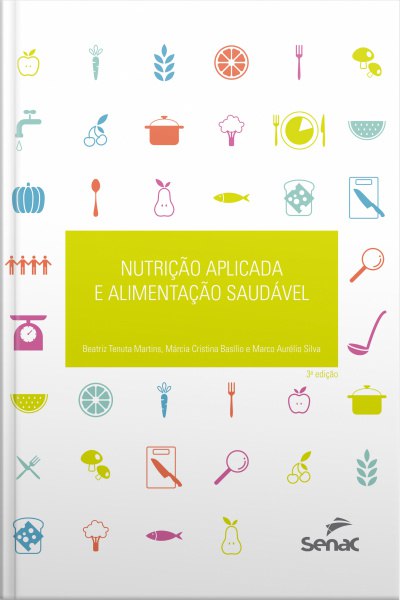 NUTRIÇÃO APLICADA
E ALIMENTAÇÃO SAUDÁVEL
Beatriz Tenuta Martins, Márcia Cristina Basílio e Marco Aurélio Silva
3ª edição
senac